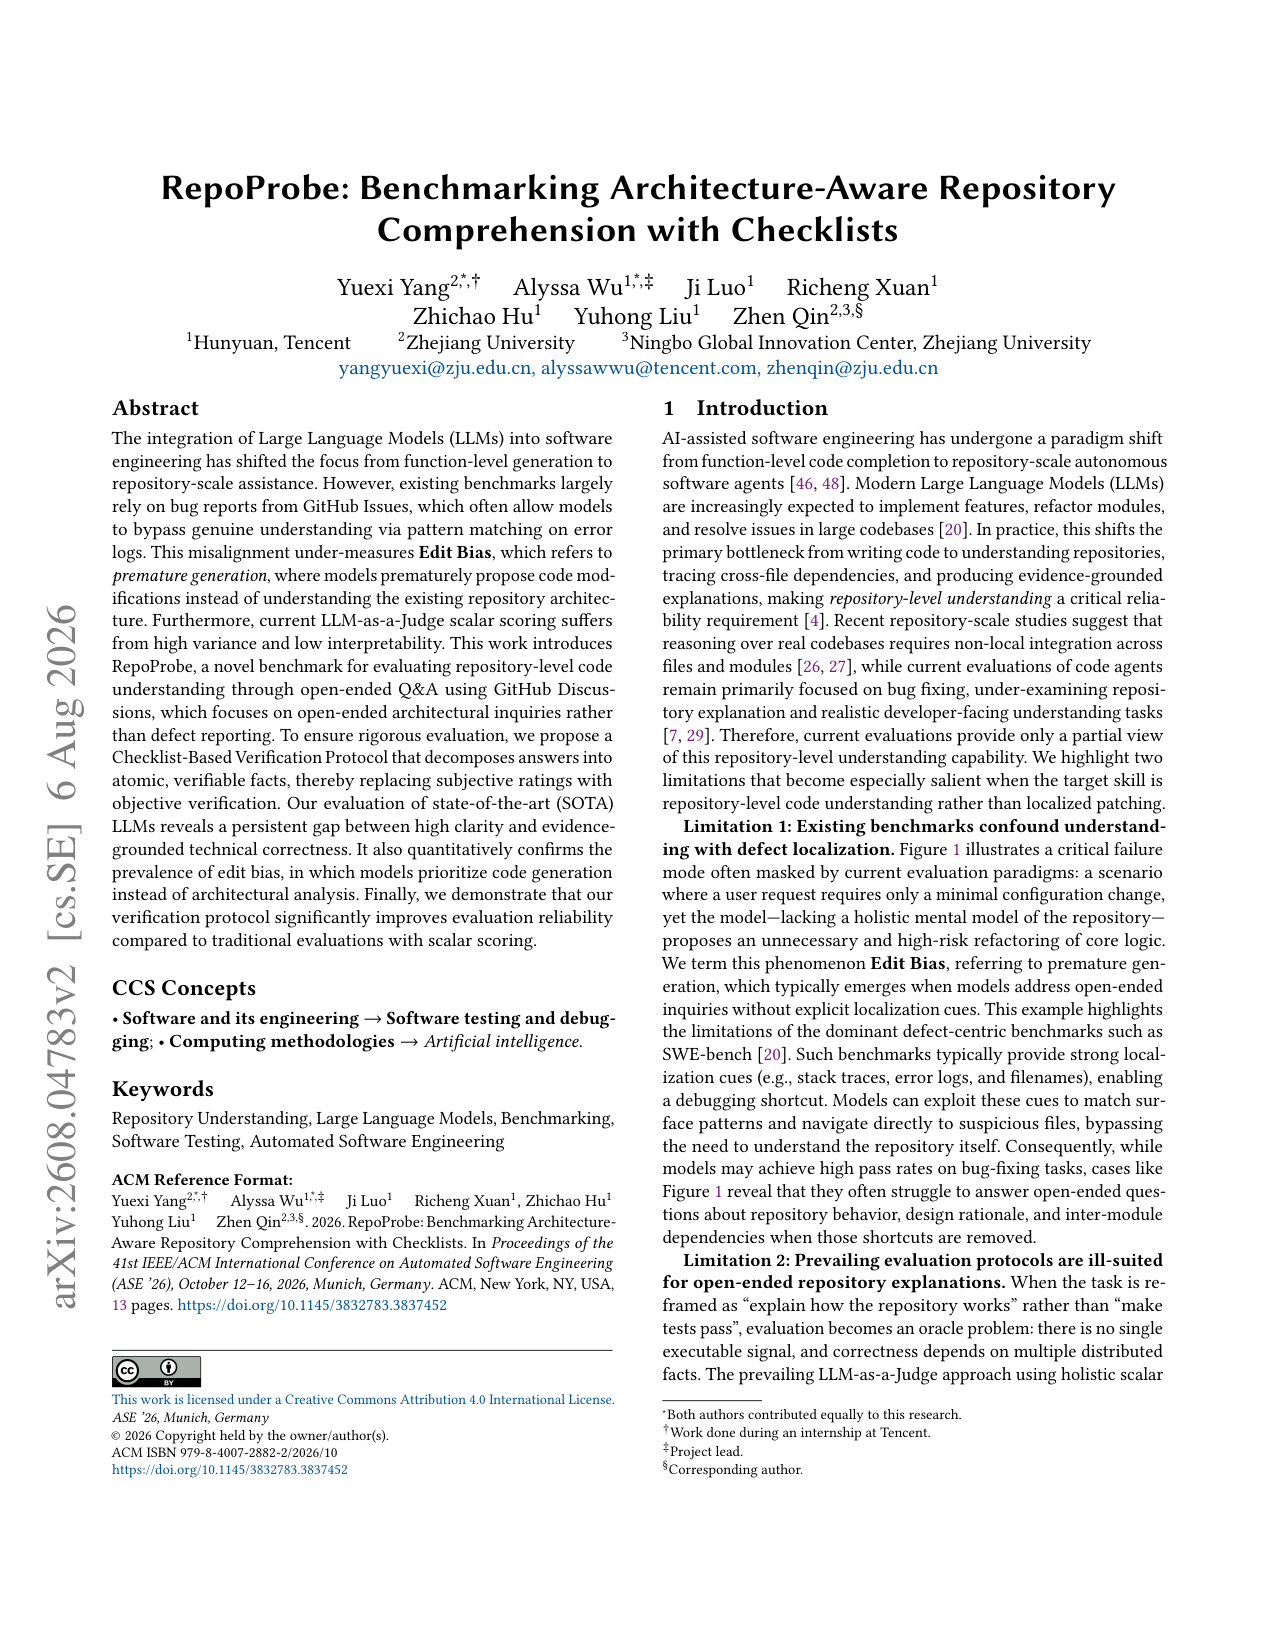 RepoProbe: Benchmarking Architecture-Aware Repository
Comprehension with Checklists
Yuexi Yang2,*,† Alyssa Wu1,*,‡ Ji Luo1 Richeng Xuan1
Zhichao Hu1 Yuhong Liu1 Zhen Qin2,3,§
1Hunyuan, Tencent 2Zhejiang University 3Ningbo Global Innovation Center, Zhejiang University
yangyuexi@zju.edu.cn, alyssawwu@tencent.com, zhenqin@zju.edu.cn
arXiv:2608.04783v2 [cs.SE] 6 Aug 2026
Abstract
The integration of Large Language Models (LLMs) into software
engineering has shifted the focus from function-level generation to
repository-scale assistance. However, existing benchmarks largely
rely on bug reports from GitHub Issues, which often allow models
to bypass genuine understanding via pattern matching on error
logs. This misalignment under-measures Edit Bias, which refers to
premature generation, where models prematurely propose code mod-
ifications instead of understanding the existing repository architec-
ture. Furthermore, current LLM-as-a-Judge scalar scoring suffers
from high variance and low interpretability. This work introduces
RepoProbe, a novel benchmark for evaluating repository-level code
understanding through open-ended Q&A using GitHub Discus-
sions, which focuses on open-ended architectural inquiries rather
than defect reporting. To ensure rigorous evaluation, we propose a
Checklist-Based Verification Protocol that decomposes answers into
atomic, verifiable facts, thereby replacing subjective ratings with
objective verification. Our evaluation of state-of-the-art (SOTA)
LLMs reveals a persistent gap between high clarity and evidence-
grounded technical correctness. It also quantitatively confirms the
prevalence of edit bias, in which models prioritize code generation
instead of architectural analysis. Finally, we demonstrate that our
verification protocol significantly improves evaluation reliability
compared to traditional evaluations with scalar scoring.
CCS Concepts
• Software and its engineering → Software testing and debug-
ging; • Computing methodologies → Artificial intelligence.
Keywords
Repository Understanding, Large Language Models, Benchmarking,
Software Testing, Automated Software Engineering
ACM Reference Format:
Yuexi Yang2,*,† Alyssa Wu1,*,‡ Ji Luo1 Richeng Xuan1, Zhichao Hu1
Yuhong Liu1 Zhen Qin2,3,§. 2026. RepoProbe: Benchmarking Architecture-
Aware Repository Comprehension with Checklists. In Proceedings of the
41st IEEE/ACM International Conference on Automated Software Engineering
(ASE ’26), October 12–16, 2026, Munich, Germany. ACM, New York, NY, USA,
13 pages. https://doi.org/10.1145/3832783.3837452
cc BY
This work is licensed under a Creative Commons Attribution 4.0 International License.
ASE ’26, Munich, Germany
© 2026 Copyright held by the owner/author(s).
ACM ISBN 979-8-4007-2882-2/2026/10
https://doi.org/10.1145/3832783.3837452
1 Introduction
AI-assisted software engineering has undergone a paradigm shift
from function-level code completion to repository-scale autonomous
software agents [46, 48]. Modern Large Language Models (LLMs)
are increasingly expected to implement features, refactor modules,
and resolve issues in large codebases [20]. In practice, this shifts the
primary bottleneck from writing code to understanding repositories,
tracing cross-file dependencies, and producing evidence-grounded
explanations, making repository-level understanding a critical relia-
bility requirement [4]. Recent repository-scale studies suggest that
reasoning over real codebases requires non-local integration across
files and modules [26, 27], while current evaluations of code agents
remain primarily focused on bug fixing, under-examining reposi-
tory explanation and realistic developer-facing understanding tasks
[7, 29]. Therefore, current evaluations provide only a partial view
of this repository-level understanding capability. We highlight two
limitations that become especially salient when the target skill is
repository-level code understanding rather than localized patching.
Limitation 1: Existing benchmarks confound understand-
ing with defect localization. Figure 1 illustrates a critical failure
mode often masked by current evaluation paradigms: a scenario
where a user request requires only a minimal configuration change,
yet the model—lacking a holistic mental model of the repository—
proposes an unnecessary and high-risk refactoring of core logic.
We term this phenomenon Edit Bias, referring to premature gen-
eration, which typically emerges when models address open-ended
inquiries without explicit localization cues. This example highlights
the limitations of the dominant defect-centric benchmarks such as
SWE-bench [20]. Such benchmarks typically provide strong local-
ization cues (e.g., stack traces, error logs, and filenames), enabling
a debugging shortcut. Models can exploit these cues to match sur-
face patterns and navigate directly to suspicious files, bypassing
the need to understand the repository itself. Consequently, while
models may achieve high pass rates on bug-fixing tasks, cases like
Figure 1 reveal that they often struggle to answer open-ended ques-
tions about repository behavior, design rationale, and inter-module
dependencies when those shortcuts are removed.
Limitation 2: Prevailing evaluation protocols are ill-suited
for open-ended repository explanations. When the task is re-
framed as “explain how the repository works” rather than “make
tests pass”, evaluation becomes an oracle problem: there is no single
executable signal, and correctness depends on multiple distributed
facts. The prevailing LLM-as-a-Judge approach using holistic scalar
*Both authors contributed equally to this research.
†Work done during an internship at Tencent.
‡Project lead.
§Corresponding author.